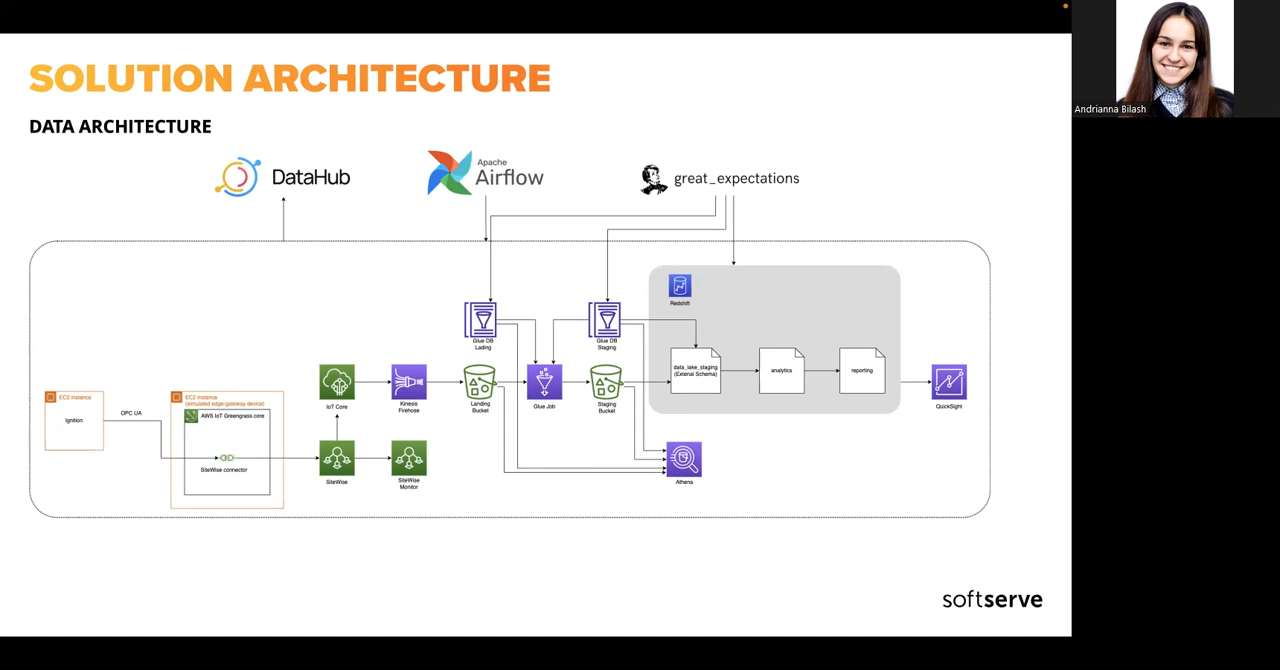 SOLUTION ARCHITECTURE
Andrianna Bilash
DATA ARCHITECTURE
DataHub
Apache
Airflow
great_expectations
Redshift
Glue DB
Lading
Glue DB
Staging
data_lake_staging
(External Schema)
analytics
reporting
EC2 instance
Ignition
OPC UA
EC2 instance
(simulated edge-gateway device)
AWS IoT Greengrass core
SiteWise connector
IoT Core
Kinesis
Firehose
Landing
Bucket
Glue Job
Staging
Bucket
QuickSight
SiteWise
SiteWise
Monitor
Athena
softserve